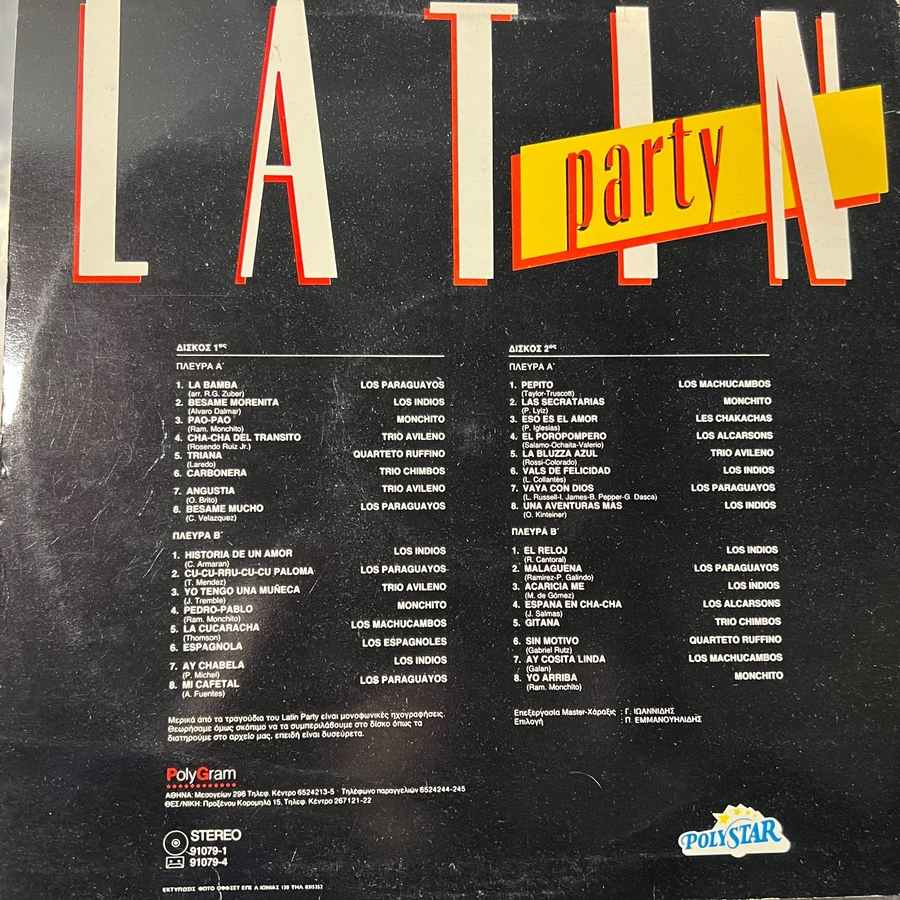 LATIN
party
ΔΙΣΚΟΣ 1ος
ΠΛΕΥΡΑ Α΄
1. LA BAMBA LOS PARAGUAYOS
(arr. R.G. Zuber)
2. BESAME MORENITA LOS INDIOS
(Alvaro Dalmar)
3. PAO-PAO MONCHITO
(Ram. Monchito)
4. CHA-CHA DEL TRANSITO TRIO AVILENO
(Rosendo Ruiz Jr.)
5. TRIANA QUARTETO RUFFINO
(Laredo)
6. CARBONERA TRIO CHIMBOS
7. ANGUSTIA TRIO AVILENO
(O. Brito)
8. BESAME MUCHO LOS PARAGUAYOS
(C. Velazquez)
ΠΛΕΥΡΑ Β΄
1. HISTORIA DE UN AMOR LOS INDIOS
(C. Armaran)
2. CU-CU-RRU-CU-CU PALOMA LOS PARAGUAYOS
(T. Mendez)
3. YO TENGO UNA MUÑECA TRIO AVILENO
(J. Tremble)
4. PEDRO-PABLO MONCHITO
(Ram. Monchito)
5. LA CUCARACHA LOS MACHUCAMBOS
(Thomson)
6. ESPAGNOLA LOS ESPAGNOLES
7. AY CHABELA LOS INDIOS
(P. Michel)
8. MI CAFETAL LOS PARAGUAYOS
(A. Fuentes)
Μερικά από τα τραγούδια του Latin Party είναι μονοφωνικές ηχογραφήσεις.
Θεωρήσαμε όμως σκόπιμο να τα συμπεριλάβουμε στο δίσκο όπως τα
διατηρούμε στο αρχείο μας, επειδή είναι δυσεύρετα.
ΔΙΣΚΟΣ 2ος
ΠΛΕΥΡΑ Α΄
1. PEPITO LOS MACHUCAMBOS
(Taylor-Truscott)
2. LAS SECRATARIAS MONCHITO
(P. Lyiz)
3. ESO ES EL AMOR LES CHAKACHAS
(P. Iglesias)
4. EL POROPOMPERO LOS ALCARSONS
(Salamo-Ochaita-Valerio)
5. LA BLUZZA AZUL TRIO AVILENO
(Rossi-Colorado)
6. VALS DE FELICIDAD LOS INDIOS
(L. Collantès)
7. VAYA CON DIOS LOS PARAGUAYOS
(L. Russell-I. James-B. Pepper-G. Dasca)
8. UNA AVENTURAS MAS LOS INDIOS
(O. Kinteiner)
ΠΛΕΥΡΑ Β΄
1. EL RELOJ LOS INDIOS
(R. Cantoral)
2. MALAGUENA LOS PARAGUAYOS
(Ramirez-P. Galindo)
3. ACARICIA ME LOS INDIOS
(M. de Gómez)
4. ESPANA EN CHA-CHA LOS ALCARSONS
(J. Salmas)
5. GITANA TRIO CHIMBOS
6. SIN MOTIVO QUARTETO RUFFINO
(Gabriel Rutz)
7. AY COSITA LINDA LOS MACHUCAMBOS
(Galan)
8. YO ARRIBA MONCHITO
(Ram. Monchito)
Επεξεργασία Master-Χάραξις : Γ. ΙΩΑΝΝΙΔΗΣ
Επιλογή : Π. ΕΜΜΑΝΟΥΗΛΙΔΗΣ
PolyGram
ΑΘΗΝΑ: Μεσογείων 296 Τηλεφ. Κέντρο 6524213-5 · Τηλέφωνο παραγγελιών 6524244-245
ΘΕΣ/ΝΙΚΗ: Προξένου Κορομηλά 15, Τηλεφ. Κέντρο 267121-22
STEREO
91079-1
91079-4
POLYSTAR
ΕΚΤΥΠΩΣΙΣ ΦΩΤΟ ΟΦΦΣΕΤ ΕΠΕ Λ ΙΩΝΙΑΣ